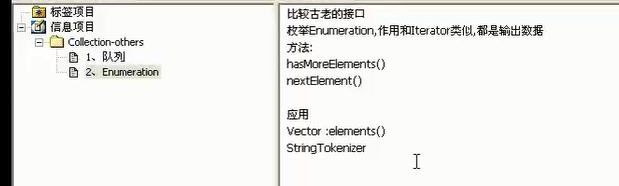 标签项目
信息项目
Collection-others
1、队列
2、Enumeration
比较古老的接口
枚举Enumeration,作用和Iterator类似,都是输出数据
方法:
hasMoreElements()
nextElement()
应用
Vector :elements()
StringTokenizer